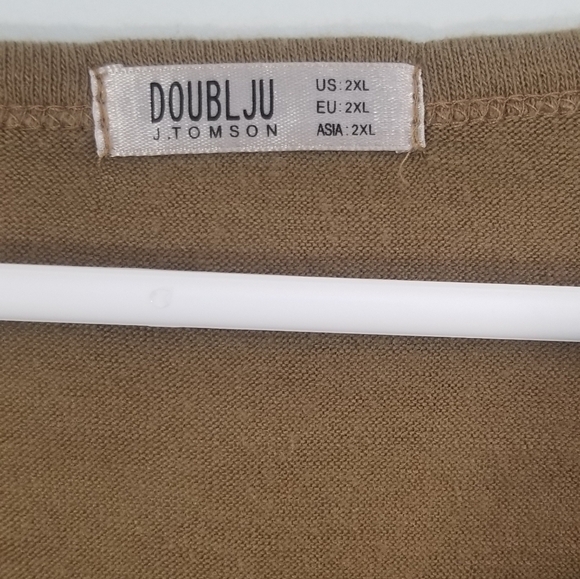 DOUBLJU
J.TOMSON
US: 2XL
EU: 2XL
ASIA: 2XL